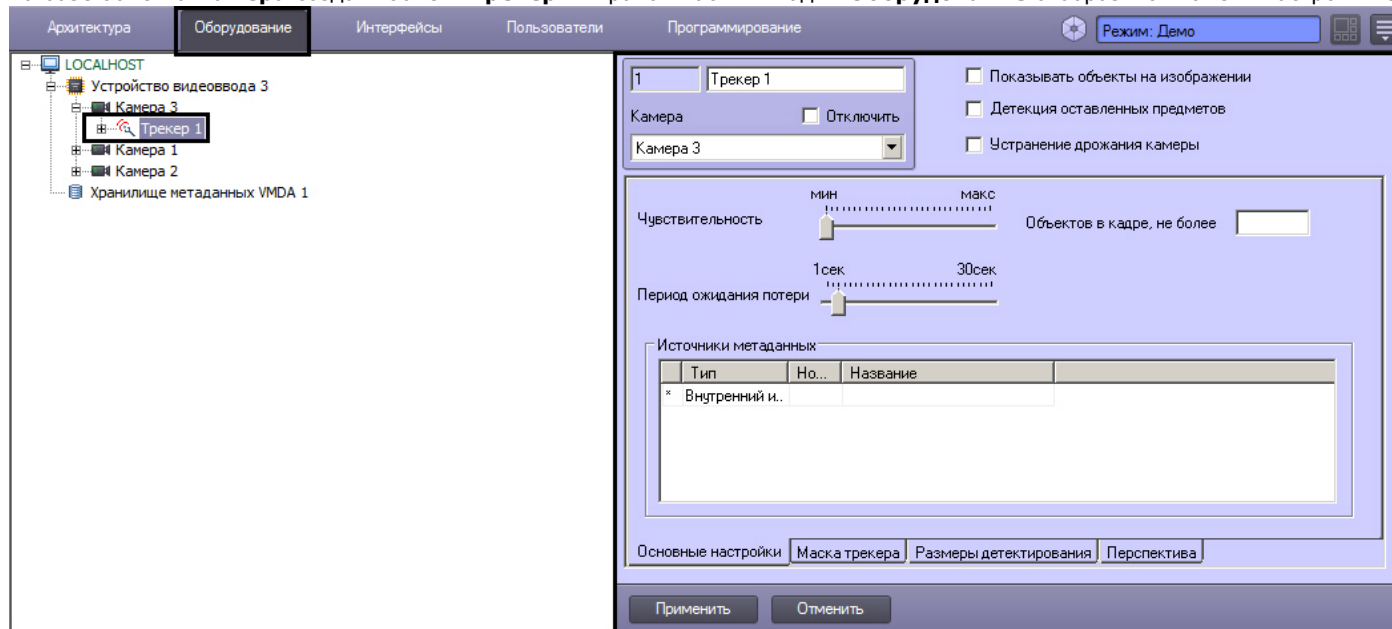 Архитектура Оборудование Интерфейсы Пользователи Программирование Режим: Демо
LOCALHOST
Устройство видеоввода 3
Камера 3
Трекер 1
Камера 1
Камера 2
Хранилище метаданных VMDA 1
1 Трекер 1
Камера Отключить
Камера 3
Показывать объекты на изображении
Детекция оставленных предметов
Устранение дрожания камеры
мин макс
Чувствительность
Объектов в кадре, не более
1сек 30сек
Период ожидания потери
Источники метаданных
Тип Но... Название
* Внутренний и..
Основные настройки Маска трекера Размеры детектирования Перспектива
Применить Отменить